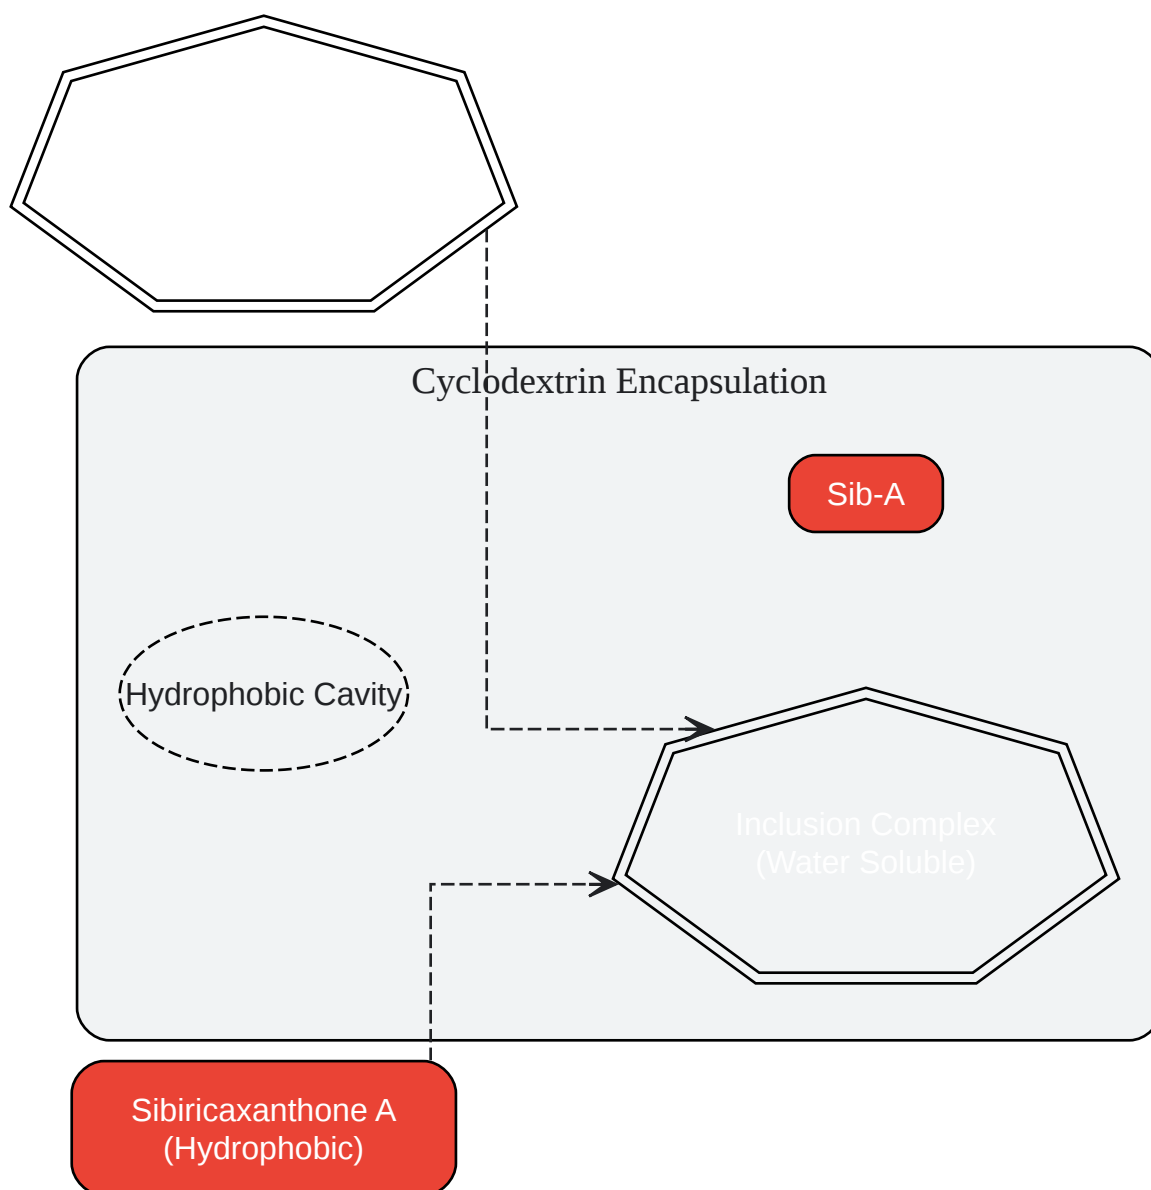 Cyclodextrin Encapsulation
Sib-A
Hydrophobic Cavity
Inclusion Complex
(Water Soluble)
Sibiricaxanthone A
(Hydrophobic)